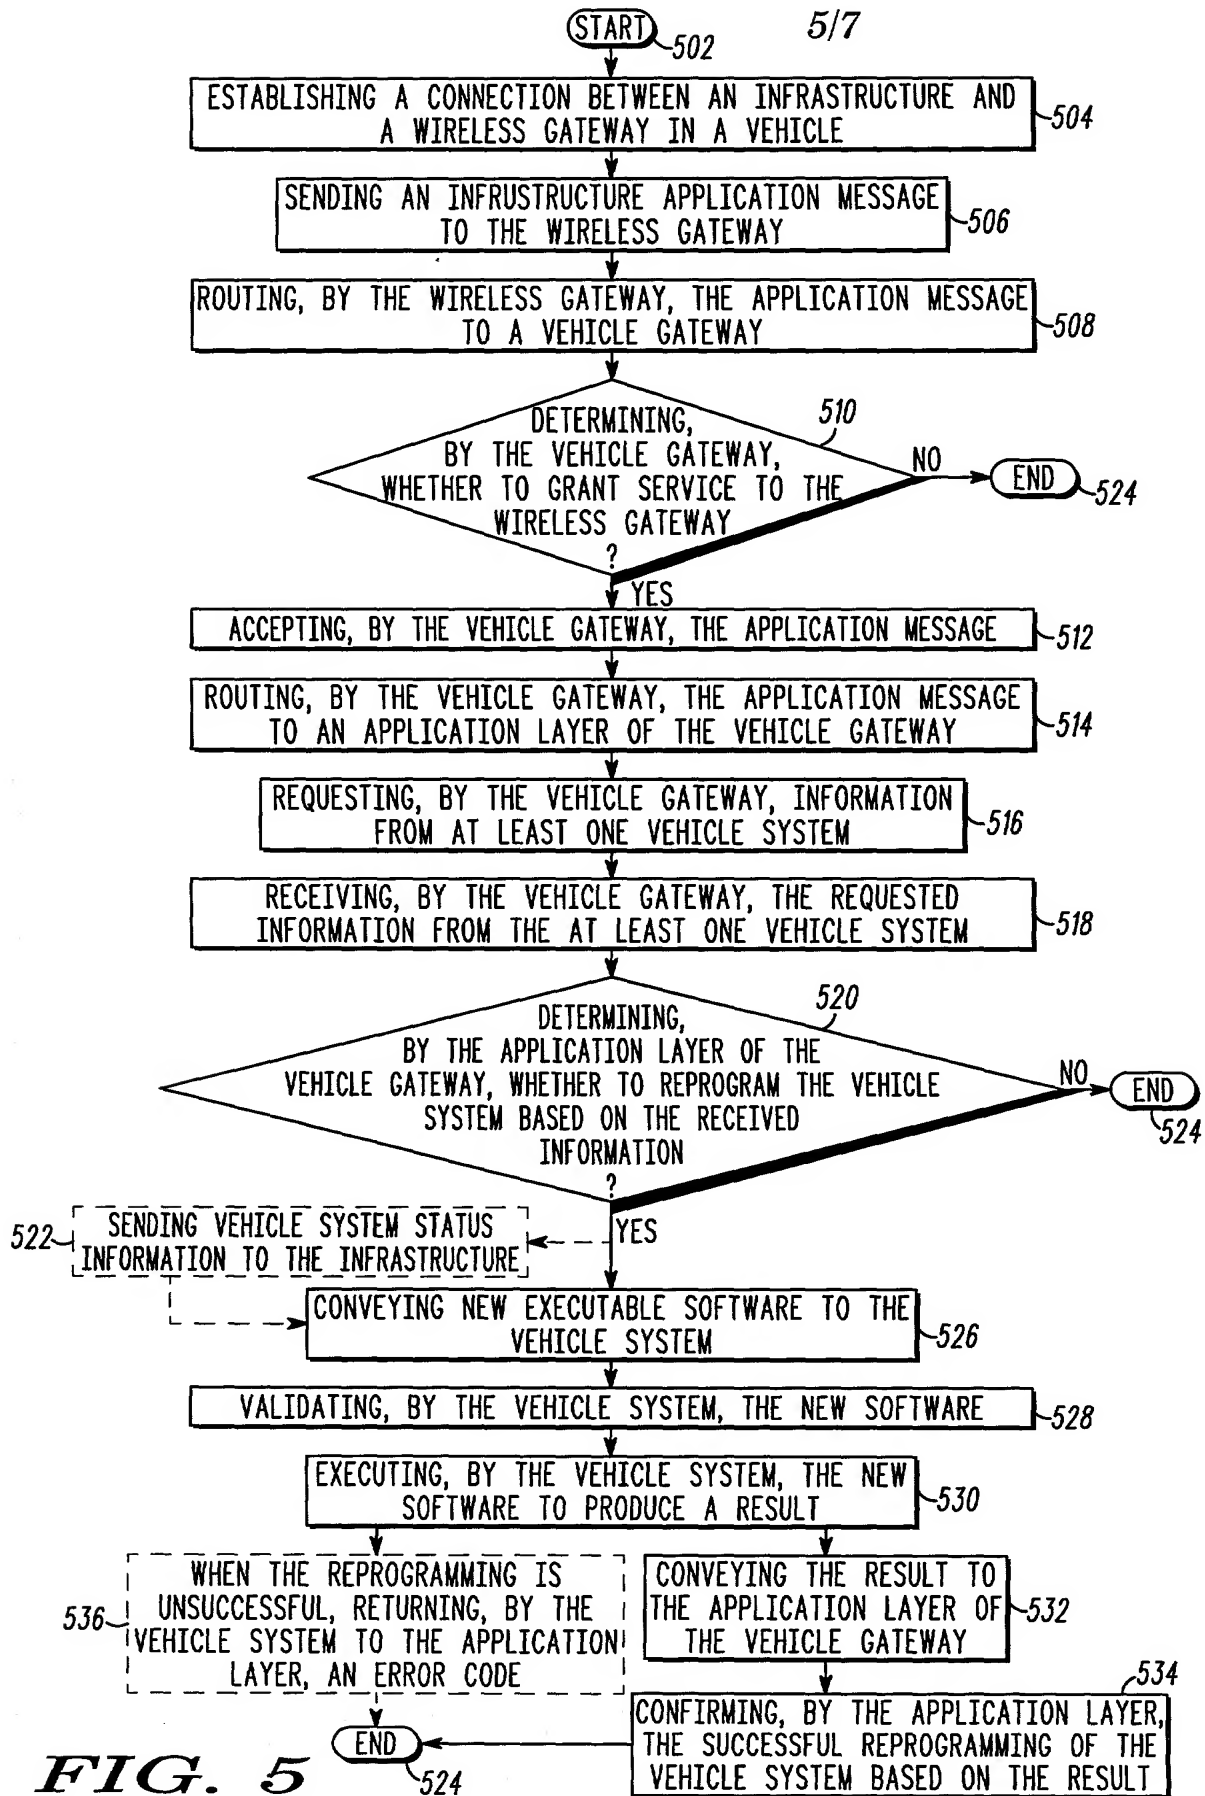 START
502
5/7
ESTABLISHING A CONNECTION BETWEEN AN INFRASTRUCTURE AND
A WIRELESS GATEWAY IN A VEHICLE
504
SENDING AN INFRUSTRUCTURE APPLICATION MESSAGE
TO THE WIRELESS GATEWAY
506
ROUTING, BY THE WIRELESS GATEWAY, THE APPLICATION MESSAGE
TO A VEHICLE GATEWAY
508
DETERMINING,
BY THE VEHICLE GATEWAY,
WHETHER TO GRANT SERVICE TO THE
WIRELESS GATEWAY
?
510
NO
END
524
YES
ACCEPTING, BY THE VEHICLE GATEWAY, THE APPLICATION MESSAGE
512
ROUTING, BY THE VEHICLE GATEWAY, THE APPLICATION MESSAGE
TO AN APPLICATION LAYER OF THE VEHICLE GATEWAY
514
REQUESTING, BY THE VEHICLE GATEWAY, INFORMATION
FROM AT LEAST ONE VEHICLE SYSTEM
516
RECEIVING, BY THE VEHICLE GATEWAY, THE REQUESTED
INFORMATION FROM THE AT LEAST ONE VEHICLE SYSTEM
518
DETERMINING,
BY THE APPLICATION LAYER OF THE
VEHICLE GATEWAY, WHETHER TO REPROGRAM THE VEHICLE
SYSTEM BASED ON THE RECEIVED
INFORMATION
?
520
NO
END
524
YES
522
SENDING VEHICLE SYSTEM STATUS
INFORMATION TO THE INFRASTRUCTURE
CONVEYING NEW EXECUTABLE SOFTWARE TO THE
VEHICLE SYSTEM
526
VALIDATING, BY THE VEHICLE SYSTEM, THE NEW SOFTWARE
528
EXECUTING, BY THE VEHICLE SYSTEM, THE NEW
SOFTWARE TO PRODUCE A RESULT
530
536
WHEN THE REPROGRAMMING IS
UNSUCCESSFUL, RETURNING, BY THE
VEHICLE SYSTEM TO THE APPLICATION
LAYER, AN ERROR CODE
CONVEYING THE RESULT TO
THE APPLICATION LAYER OF
THE VEHICLE GATEWAY
532
534
CONFIRMING, BY THE APPLICATION LAYER,
THE SUCCESSFUL REPROGRAMMING OF THE
VEHICLE SYSTEM BASED ON THE RESULT
END
524
FIG. 5